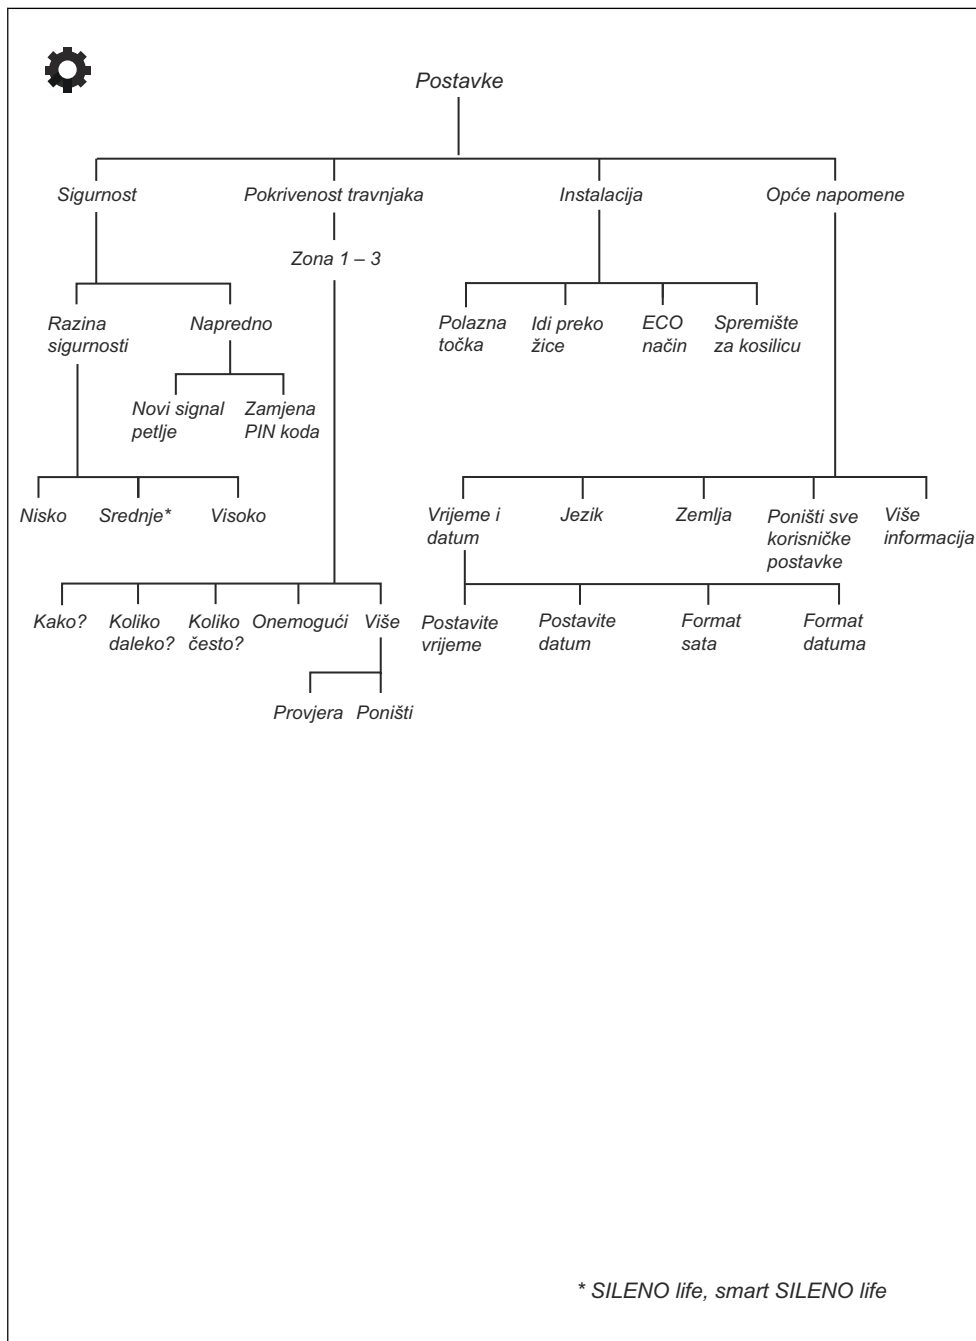 Postavke
Sigurnost
Pokrivenost travnjaka
Instalacija
Opće napomene
Zona 1 – 3
Razina
sigurnosti
Napredno
Polazna
točka
Idi preko
žice
ECO
način
Spremište
za kosilicu
Novi signal
petlje
Zamjena
PIN koda
Nisko
Srednje*
Visoko
Vrijeme i
datum
Jezik
Zemlja
Poništi sve
korisničke
postavke
Više
informacija
Kako?
Koliko
daleko?
Koliko
često?
Onemogući
Više
Postavite
vrijeme
Postavite
datum
Format
sata
Format
datuma
Provjera
Poništi
* SILENO life, smart SILENO life